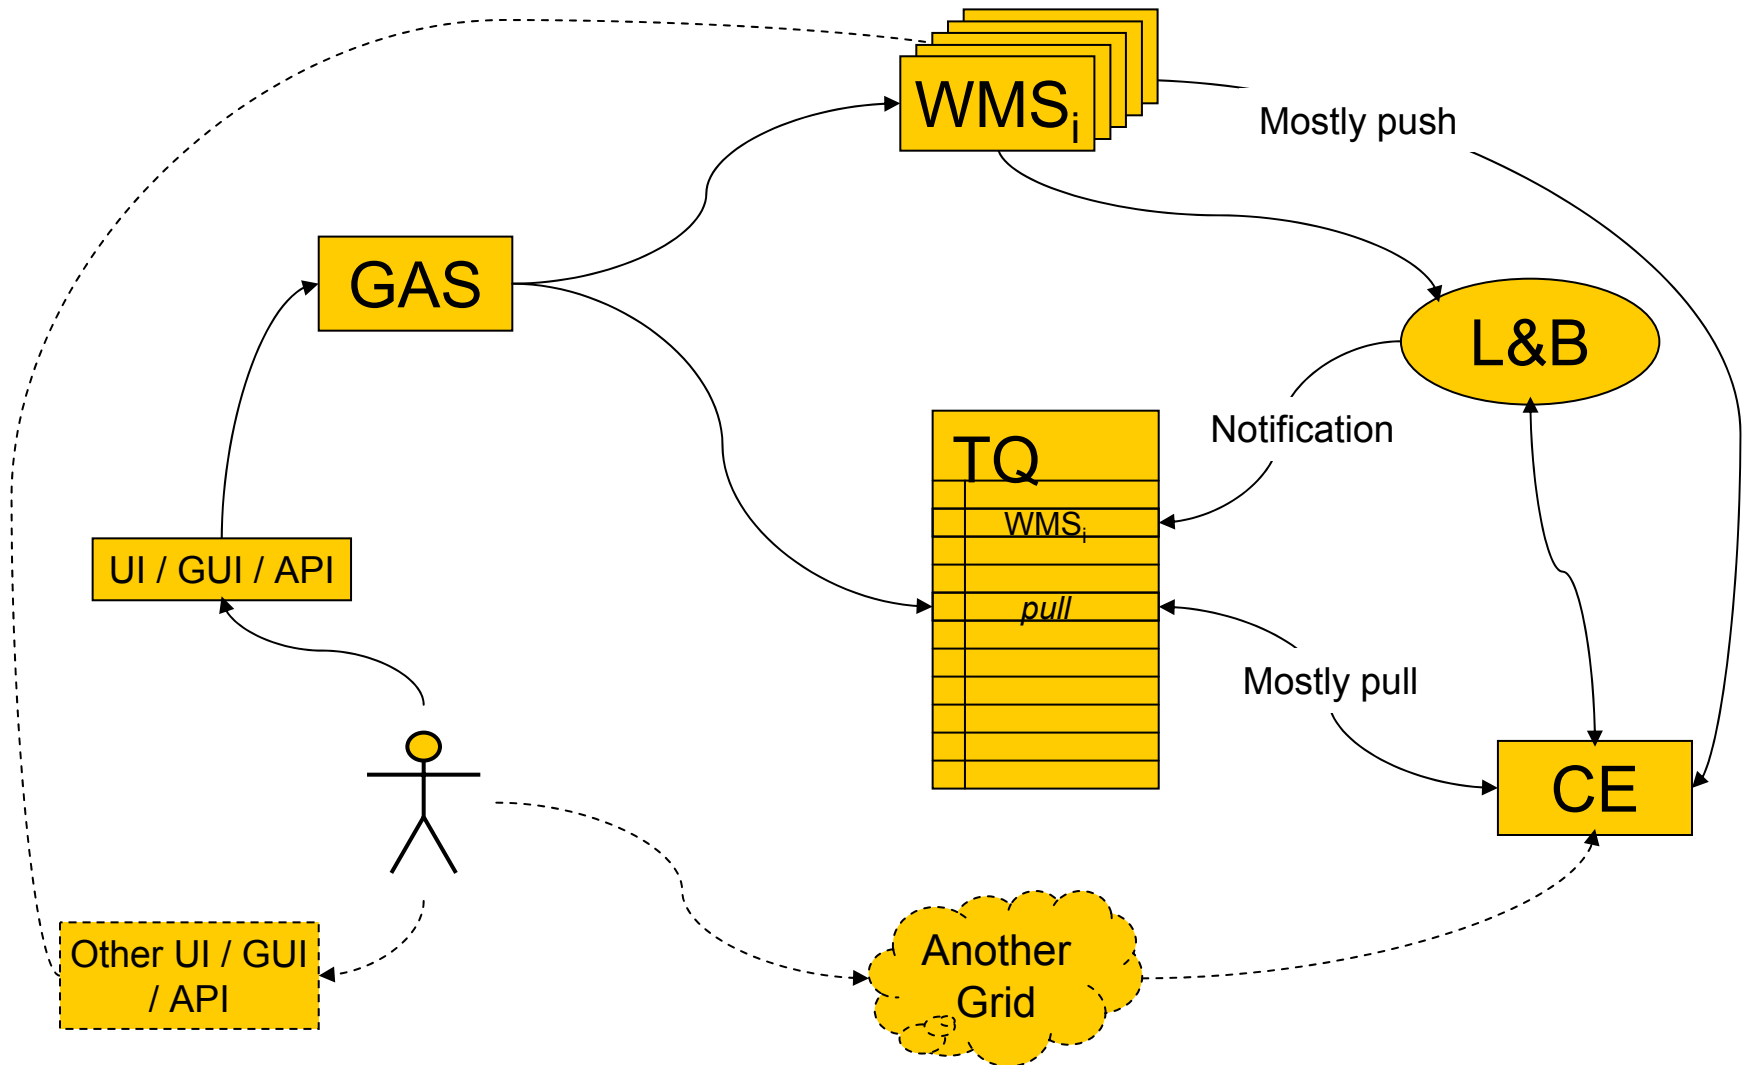 WMSi
Mostly push
GAS
L&B
Notification
TQ
WMSi
UI / GUI / API
pull
Mostly pull
CE
Other UI / GUI
/ API
Another
Grid